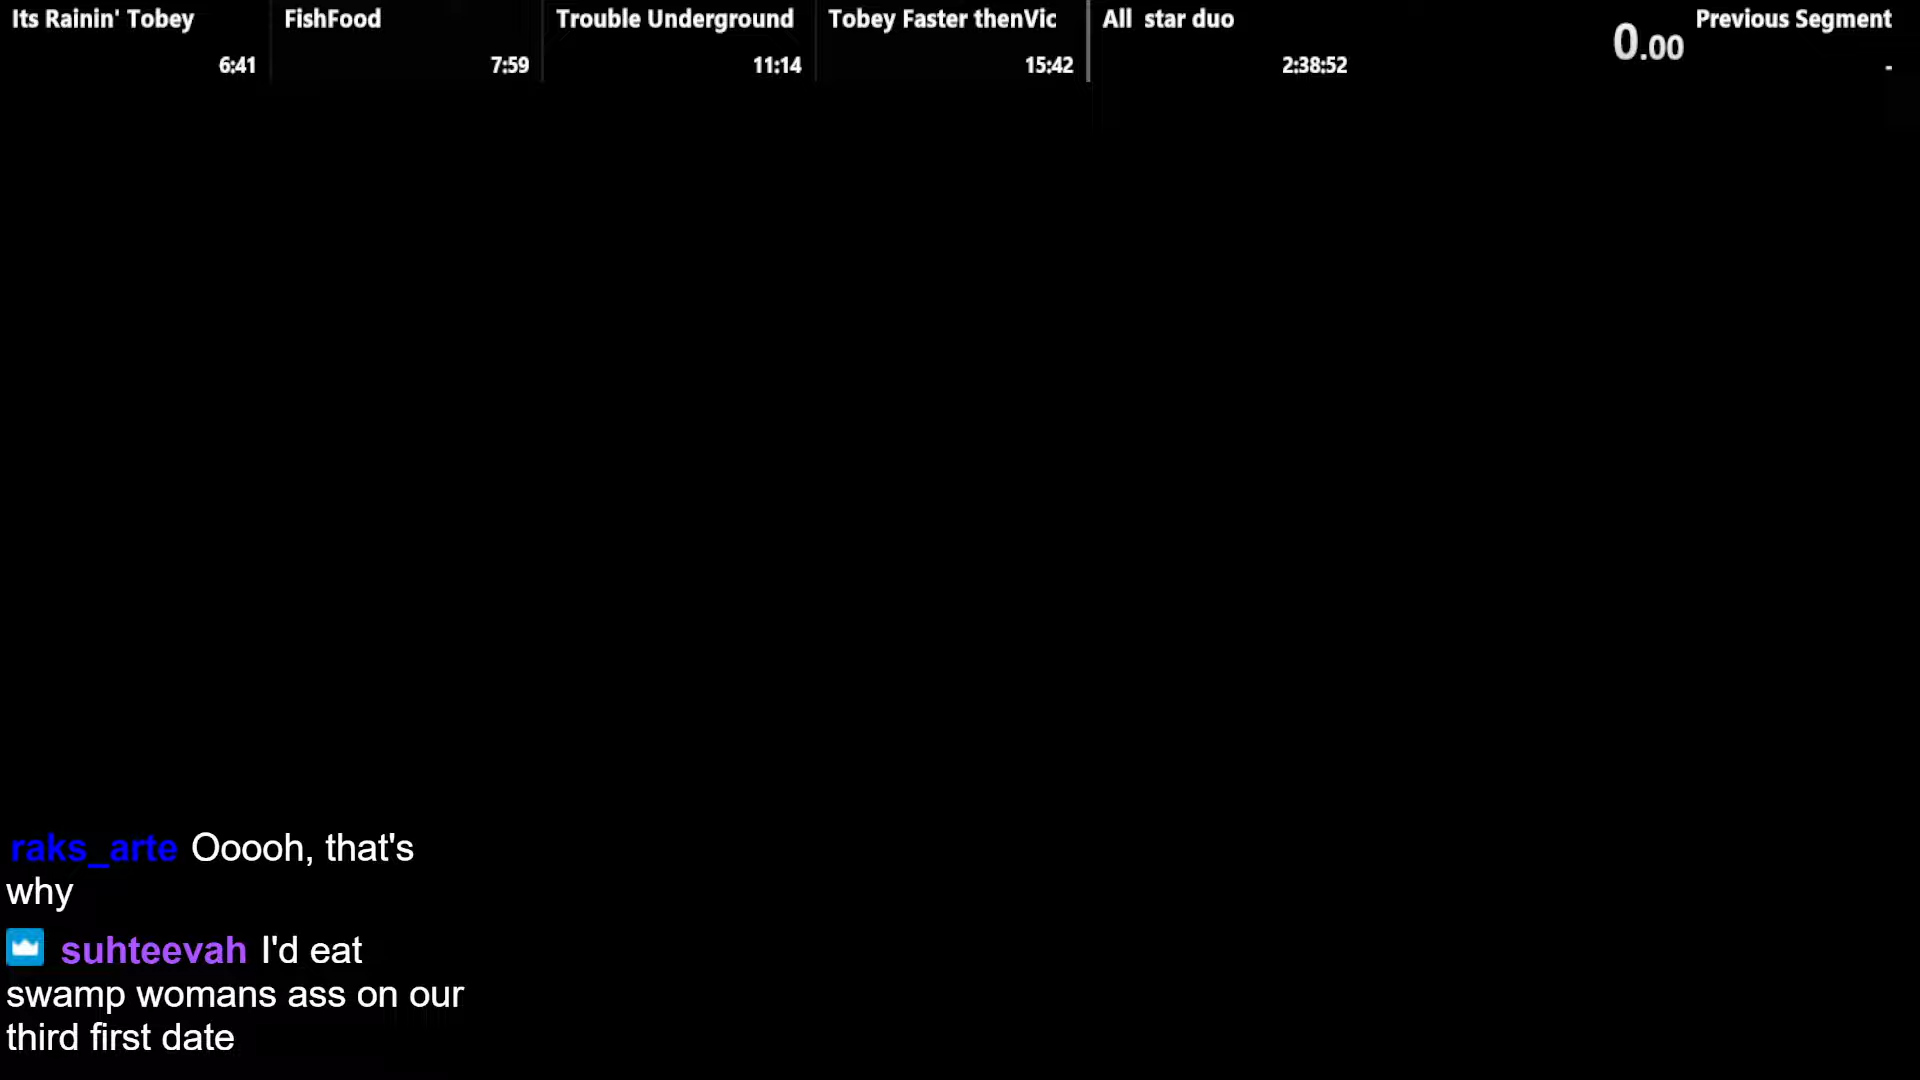 Its Rainin' Tobey
6:41
FishFood
7:59
Trouble Underground
11:14
Tobey Faster thenVic
15:42
All star duo
2:38:52
0.00
Previous Segment
-
raks_arte Ooooh, that's
why
suhteevah I'd eat
swamp womans ass on our
third first date